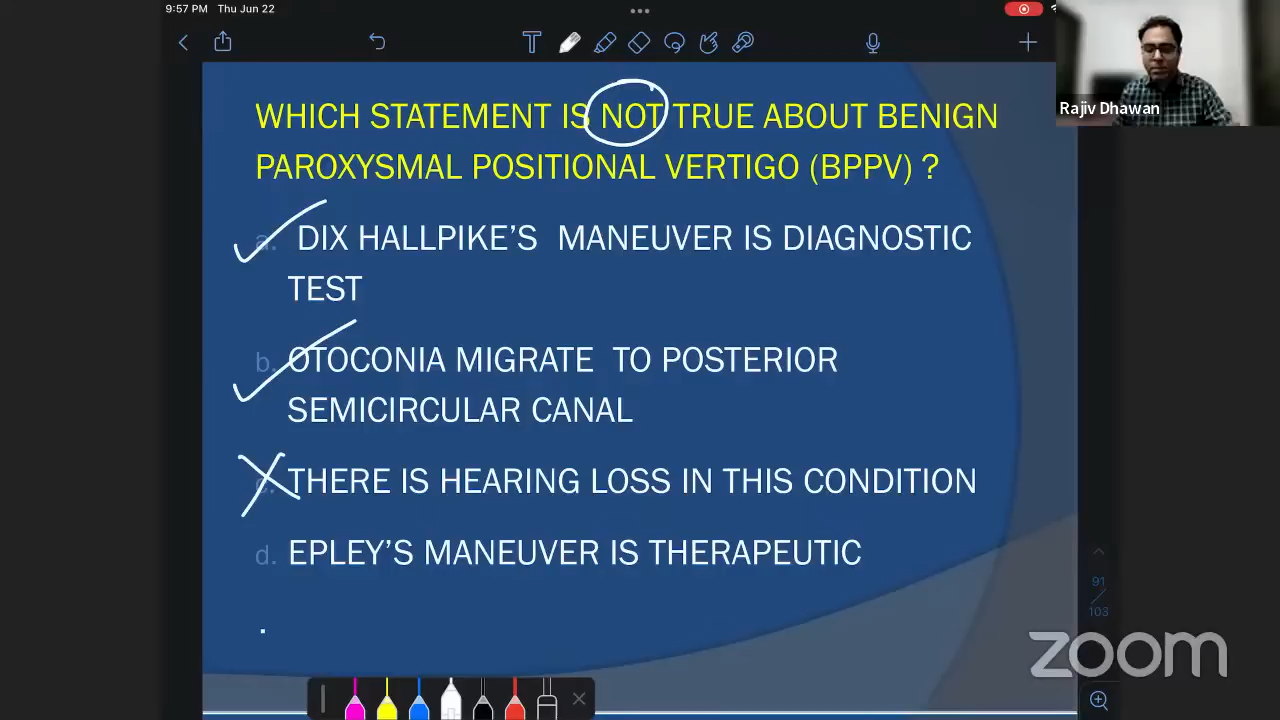 9:57 PM Thu Jun 22
Rajiv Dhawan
WHICH STATEMENT IS NOT TRUE ABOUT BENIGN
PAROXYSMAL POSITIONAL VERTIGO (BPPV) ?
a. DIX HALLPIKE’S MANEUVER IS DIAGNOSTIC
TEST
b. OTOCONIA MIGRATE TO POSTERIOR
SEMICIRCULAR CANAL
c. THERE IS HEARING LOSS IN THIS CONDITION
d. EPLEY’S MANEUVER IS THERAPEUTIC
.
91
103
zoom